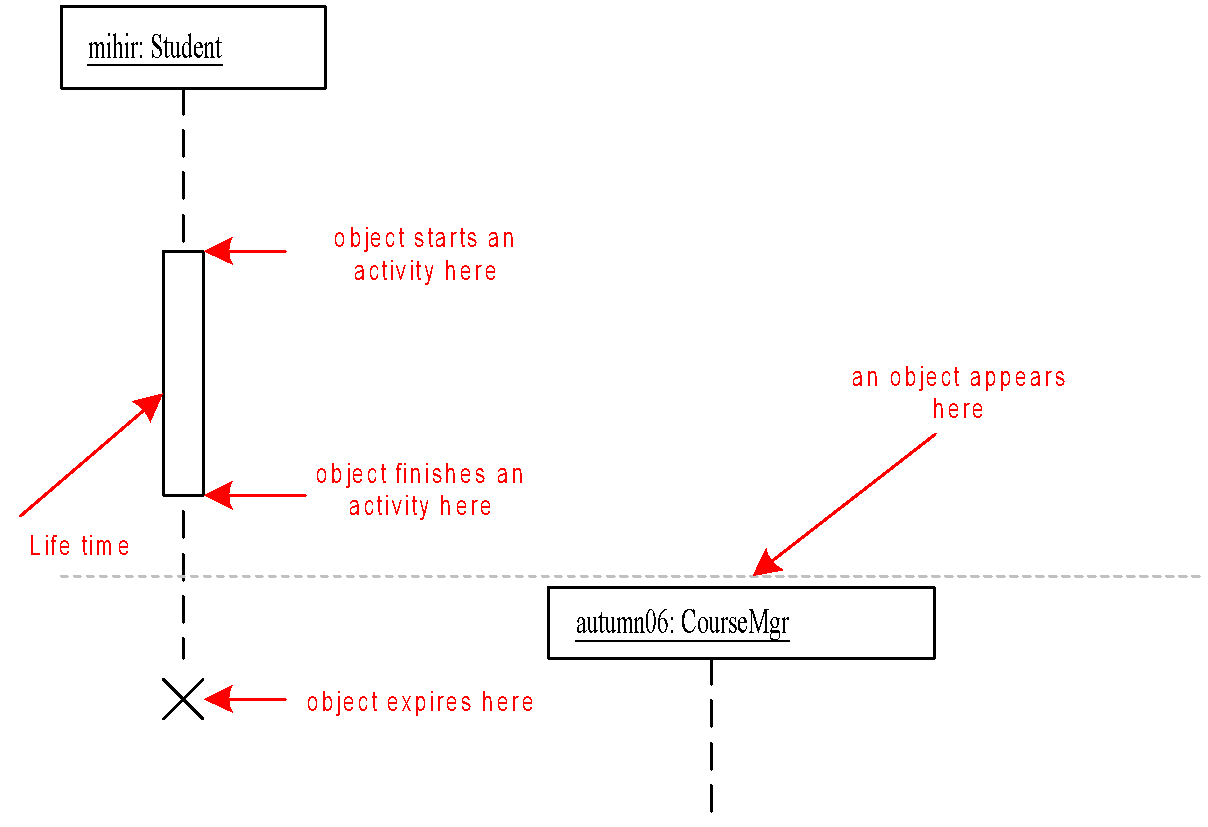 mihir: Student
object starts an
activity here
an object appears
here
object finishes an
activity here
Life time
autumn06: CourseMgr
object expires here